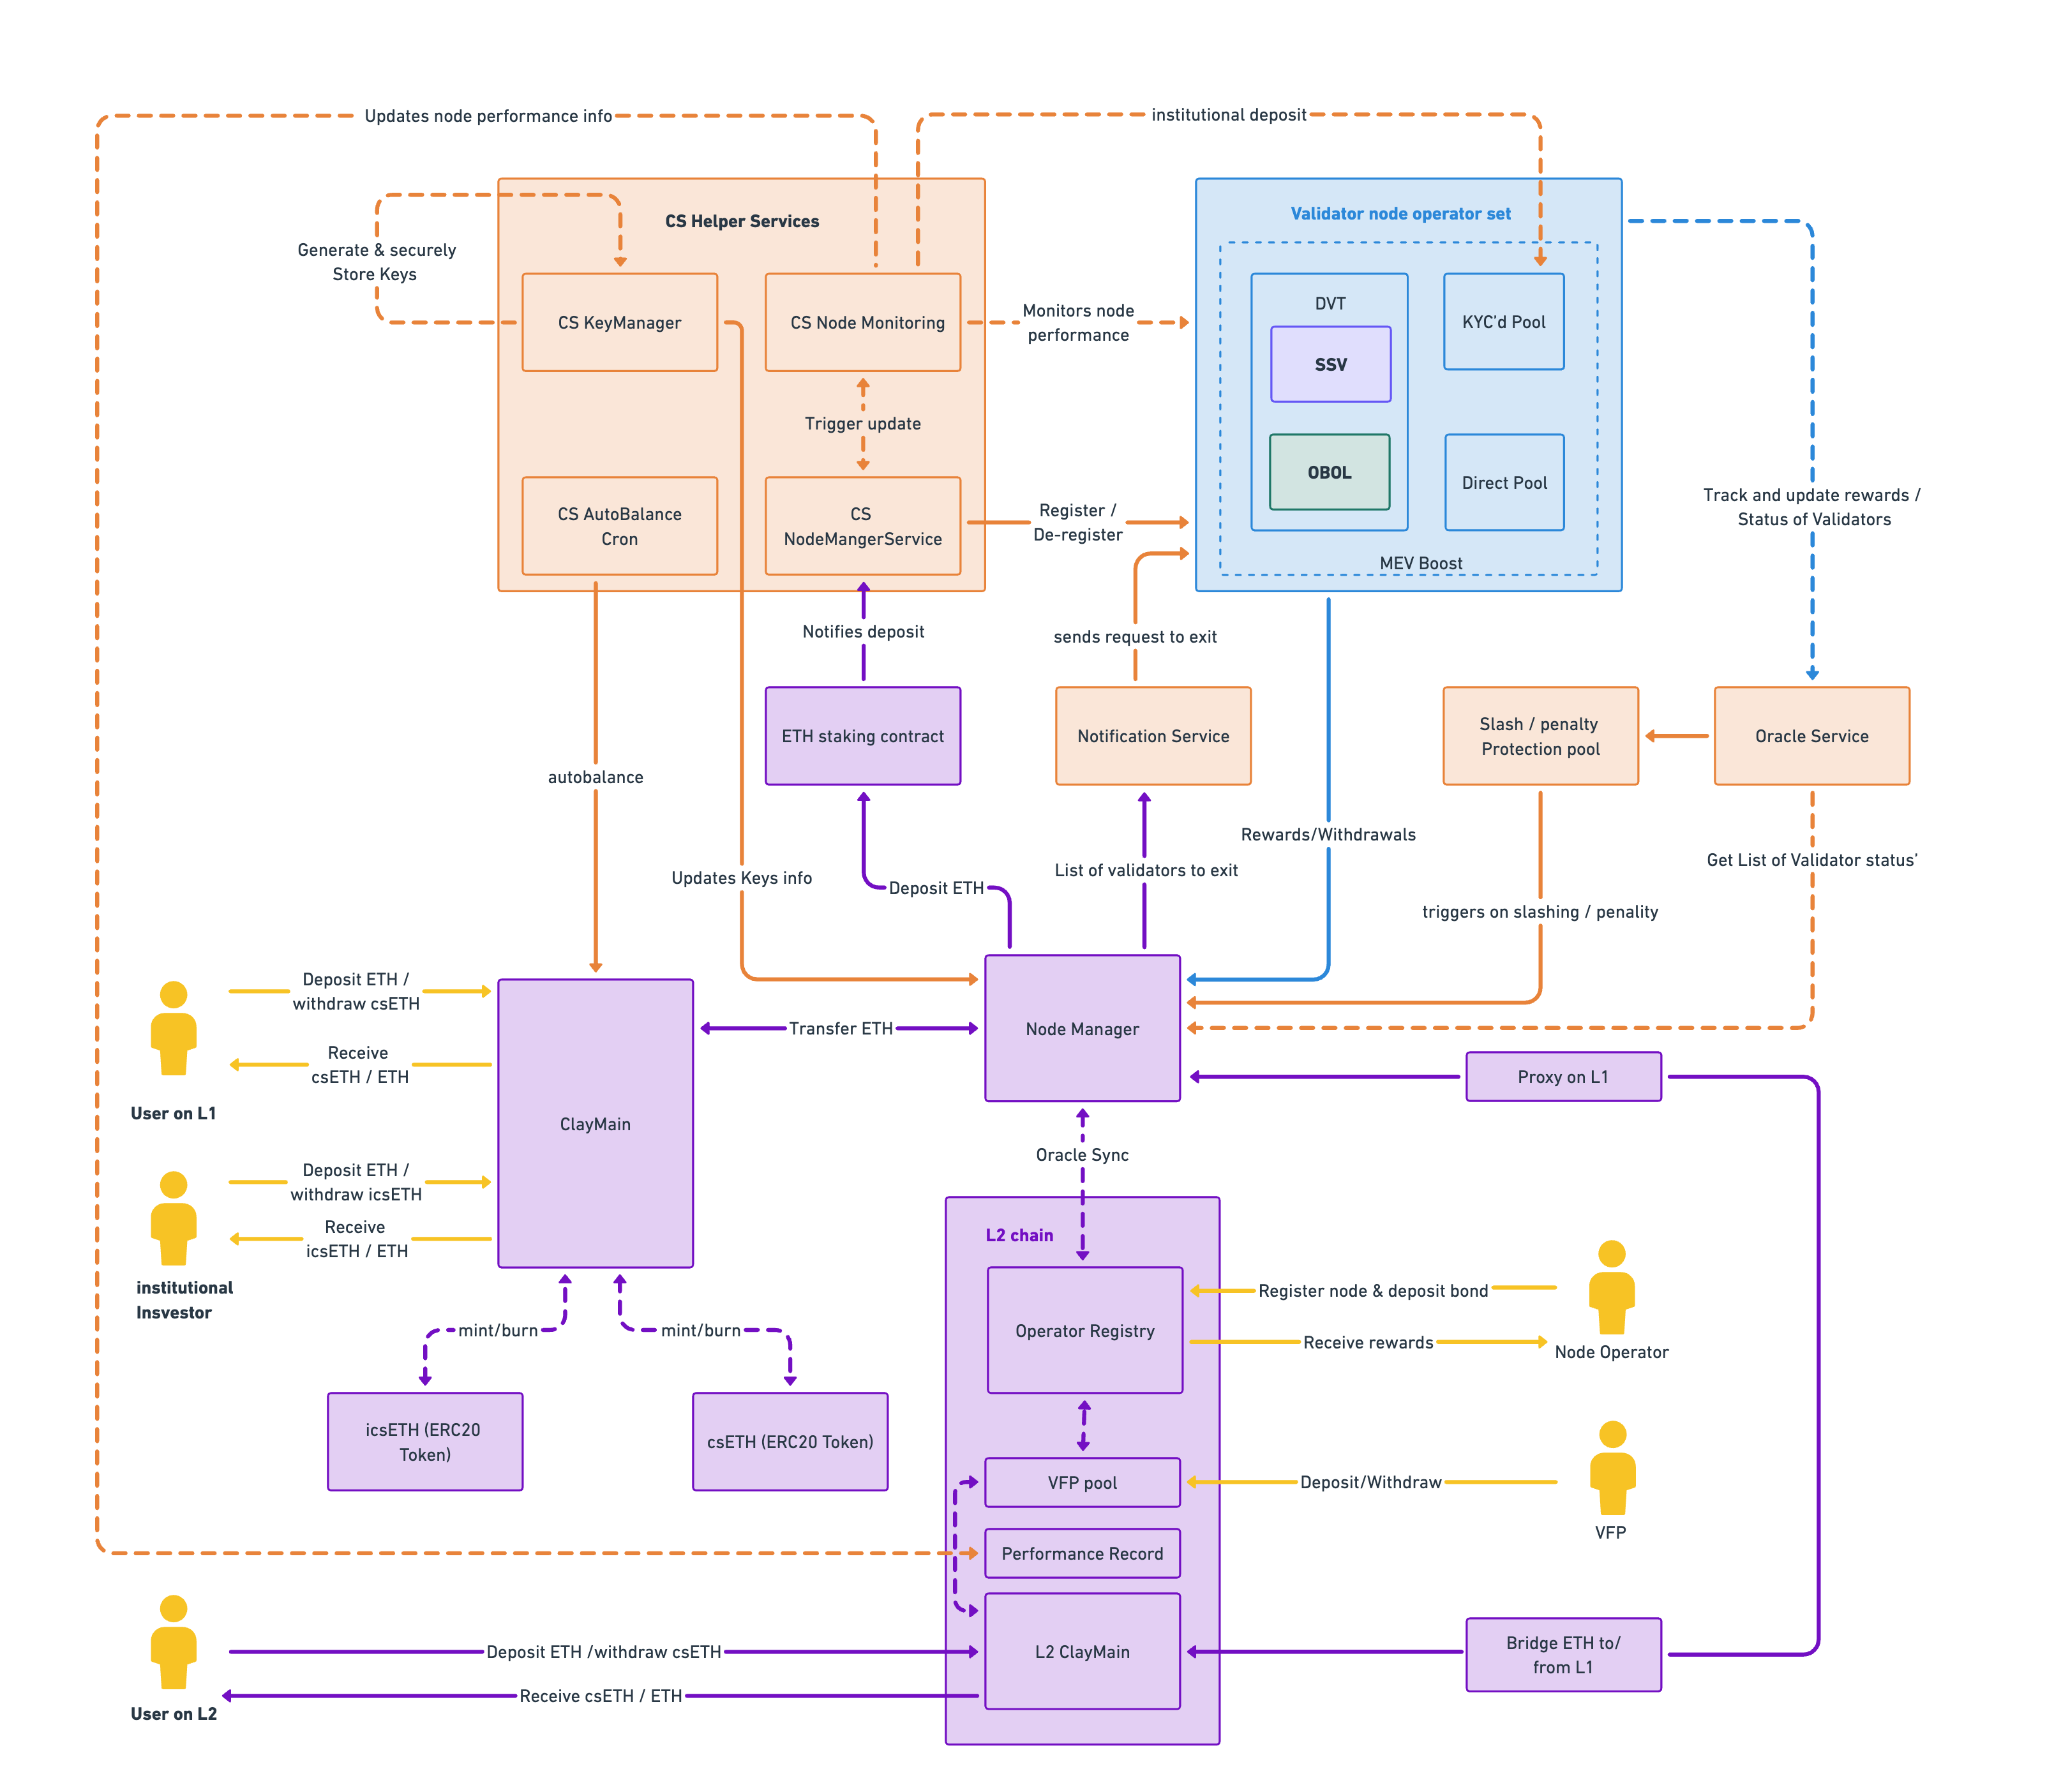 Updates node performance info
institutional deposit
CS Helper Services
Validator node operator set
Generate & securely
Store Keys
CS KeyManager
CS Node Monitoring
Monitors node
performance
DVT
SSV
OBOL
KYC’d Pool
Direct Pool
MEV Boost
Trigger update
CS AutoBalance
Cron
CS
NodeMangerService
Register /
De-register
Track and update rewards /
Status of Validators
Notifies deposit
sends request to exit
ETH staking contract
Notification Service
Slash / penalty
Protection pool
Oracle Service
autobalance
Rewards/Withdrawals
Get List of Validator status’
Updates Keys info
Deposit ETH
List of validators to exit
triggers on slashing / penality
Deposit ETH /
withdraw csETH
Receive
csETH / ETH
User on L1
Transfer ETH
Node Manager
Proxy on L1
ClayMain
Deposit ETH /
withdraw icsETH
Receive
icsETH / ETH
institutional
Insvestor
Oracle Sync
L2 chain
mint/burn
mint/burn
Operator Registry
Register node & deposit bond
Receive rewards
Node Operator
icsETH (ERC20
Token)
csETH (ERC20 Token)
VFP pool
Deposit/Withdraw
VFP
Performance Record
Deposit ETH /withdraw csETH
L2 ClayMain
Bridge ETH to/
from L1
Receive csETH / ETH
User on L2